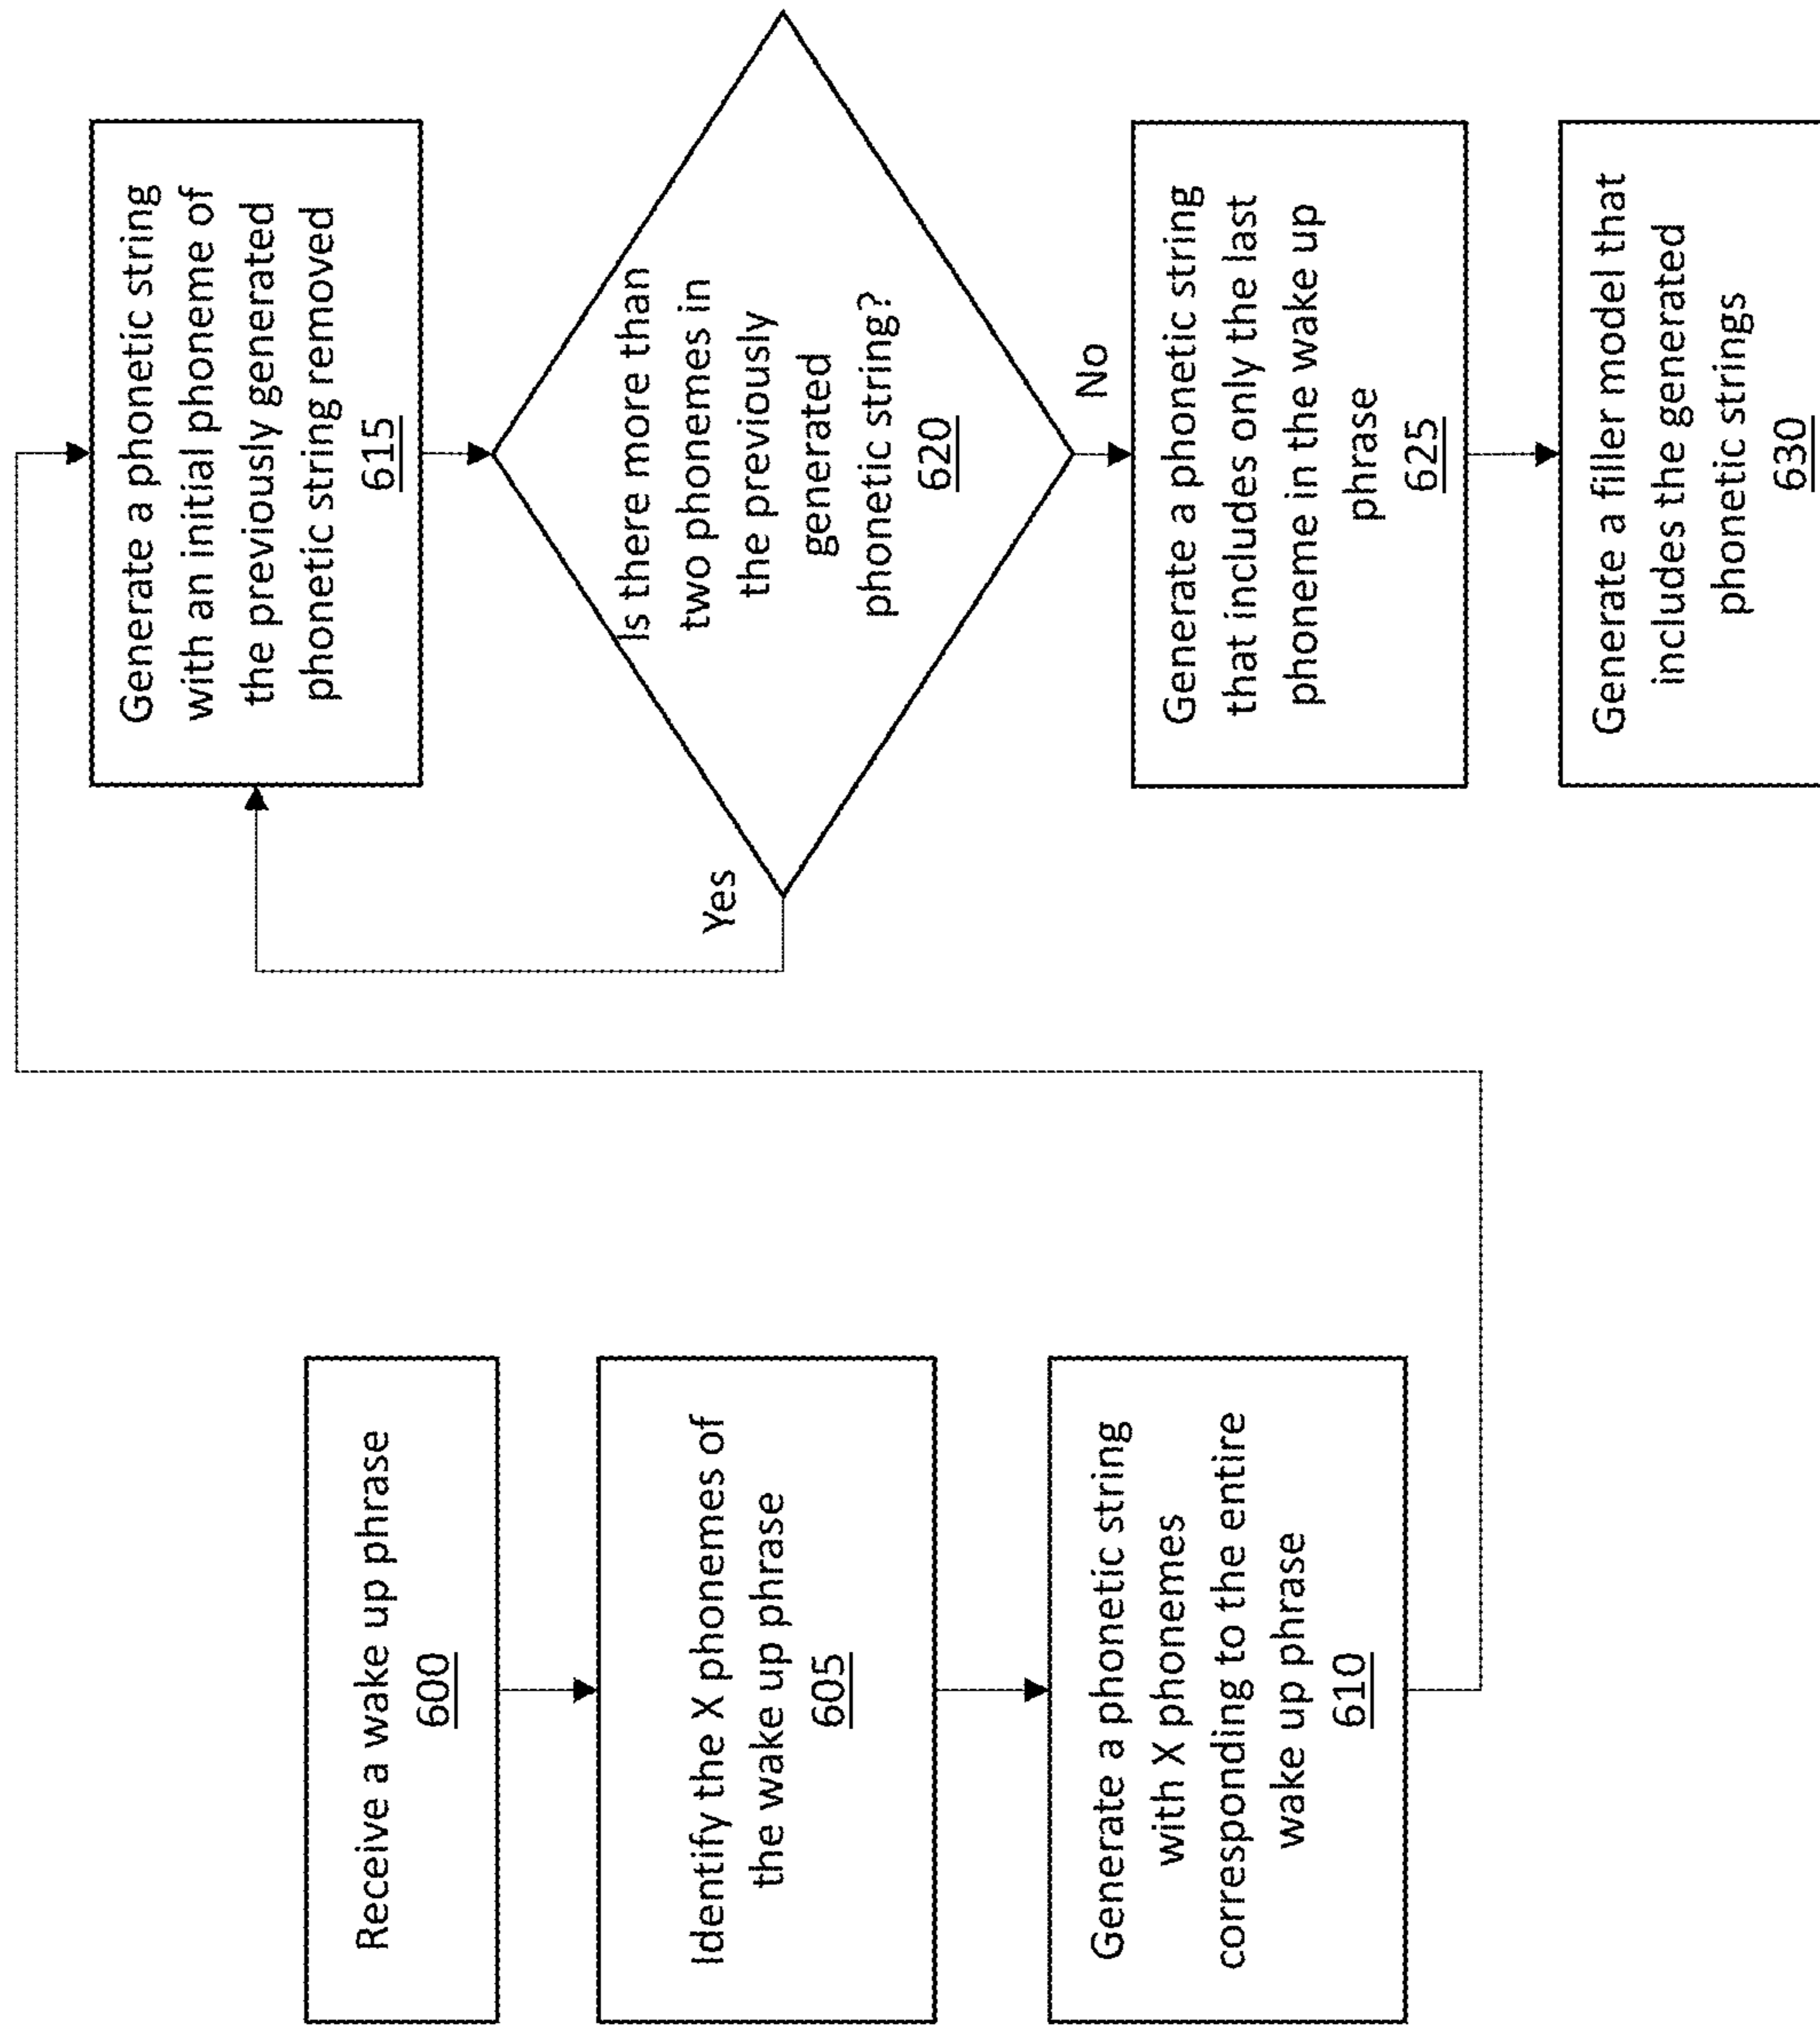 Receive a wake up phrase
600
Identify the X phonemes of
the wake up phrase
605
Generate a phonetic string
with X phonemes
corresponding to the entire
wake up phrase
610
Generate a phonetic string
with an initial phoneme of
the previously generated
phonetic string removed
615
Is there more than
two phonemes in
the previously
generated
phonetic string?
620
Yes
No
Generate a phonetic string
that includes only the last
phoneme in the wake up
phrase
625
Generate a filler model that
includes the generated
phonetic strings
630